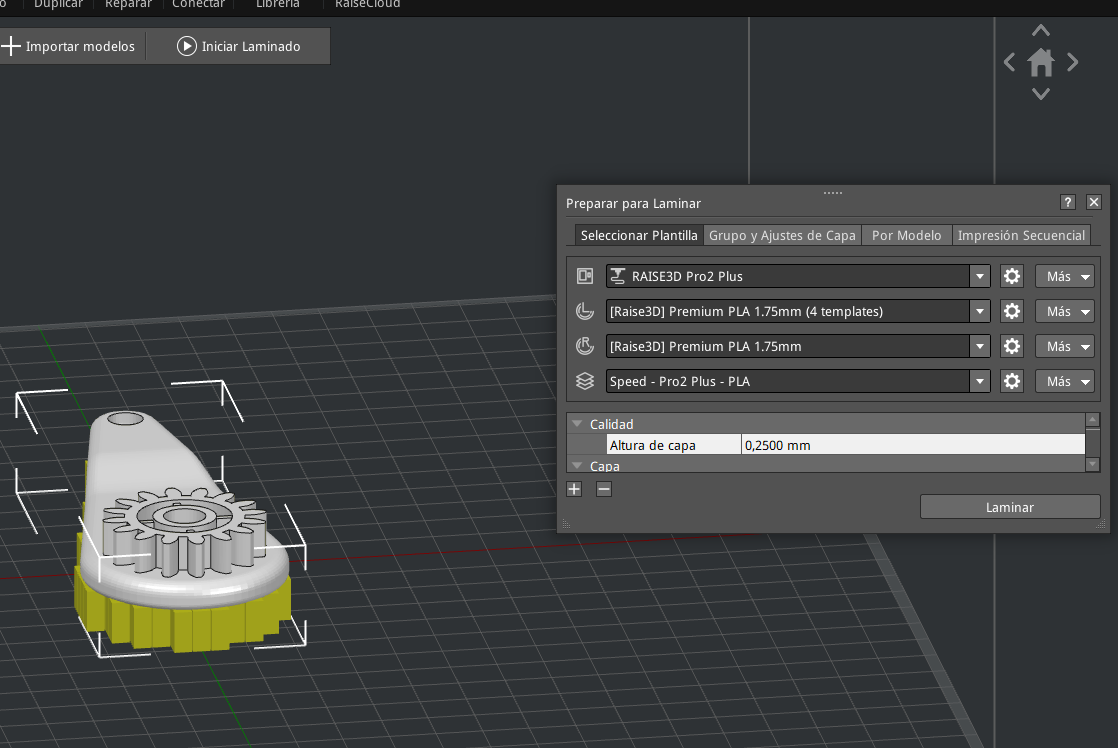 Duplicar Reparar Conectar Librería RaiseCloud
Importar modelos Iniciar Laminado
Preparar para Laminar ?
Seleccionar Plantilla Grupo y Ajustes de Capa Por Modelo Impresión Secuencial
RAISE3D Pro2 Plus Más
[Raise3D] Premium PLA 1.75mm (4 templates) Más
[Raise3D] Premium PLA 1.75mm Más
Speed - Pro2 Plus - PLA Más
Calidad
Altura de capa 0,2500 mm
Capa
Laminar